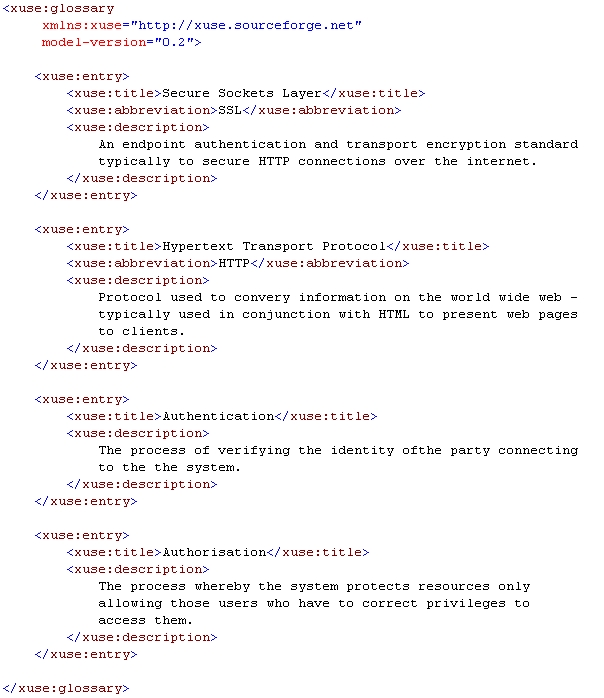 <xuse:glossary
xmlns:xuse="http://xuse.sourceforge.net"
model-version="0.2">
<xuse:entry>
<xuse:title>Secure Sockets Layer</xuse:title>
<xuse:abbreviation>SSL</xuse:abbreviation>
<xuse:description>
An endpoint authentication and transport encryption standard
typically to secure HTTP connections over the internet.
</xuse:description>
</xuse:entry>
<xuse:entry>
<xuse:title>Hypertext Transport Protocol</xuse:title>
<xuse:abbreviation>HTTP</xuse:abbreviation>
<xuse:description>
Protocol used to convery information on the world wide web -
typically used in conjunction with HTML to present web pages
to clients.
</xuse:description>
</xuse:entry>
<xuse:entry>
<xuse:title>Authentication</xuse:title>
<xuse:description>
The process of verifying the identity ofthe party connecting
to the the system.
</xuse:description>
</xuse:entry>
<xuse:entry>
<xuse:title>Authorisation</xuse:title>
<xuse:description>
The process whereby the system protects resources only
allowing those users who have to correct privileges to
access them.
</xuse:description>
</xuse:entry>
</xuse:glossary>